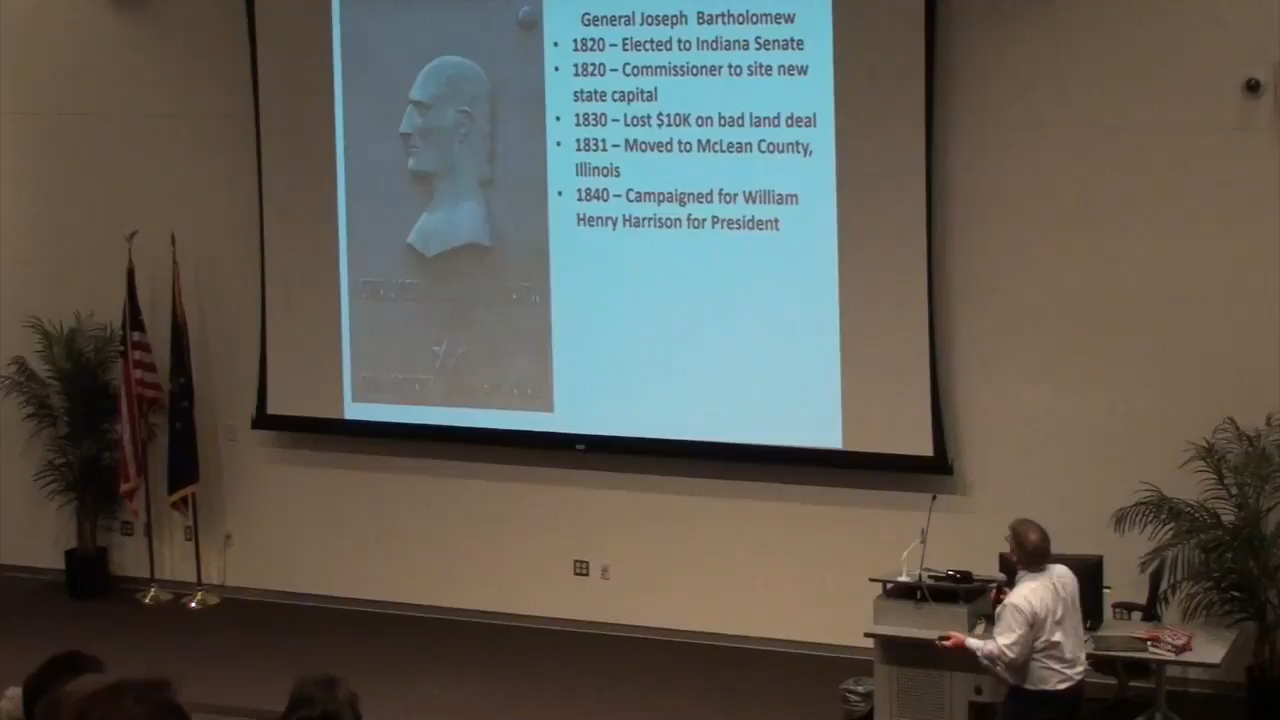 General Joseph Bartholomew
• 1820 – Elected to Indiana Senate
• 1820 – Commissioner to site new
state capital
• 1830 – Lost $10K on bad land deal
• 1831 – Moved to McLean County,
Illinois
• 1840 – Campaigned for William
Henry Harrison for President